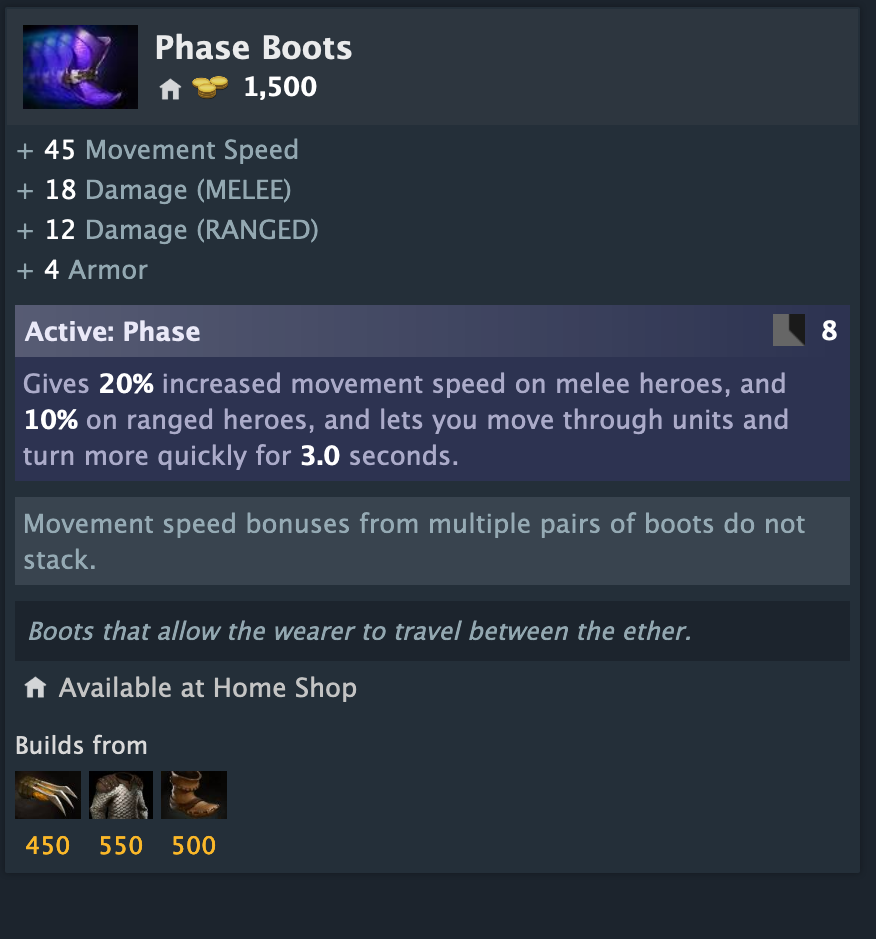 Phase Boots
1,500
+ 45 Movement Speed
+ 18 Damage (MELEE)
+ 12 Damage (RANGED)
+ 4 Armor
Active: Phase 8
Gives 20% increased movement speed on melee heroes, and
10% on ranged heroes, and lets you move through units and
turn more quickly for 3.0 seconds.
Movement speed bonuses from multiple pairs of boots do not
stack.
Boots that allow the wearer to travel between the ether.
Available at Home Shop
Builds from
450 550 500